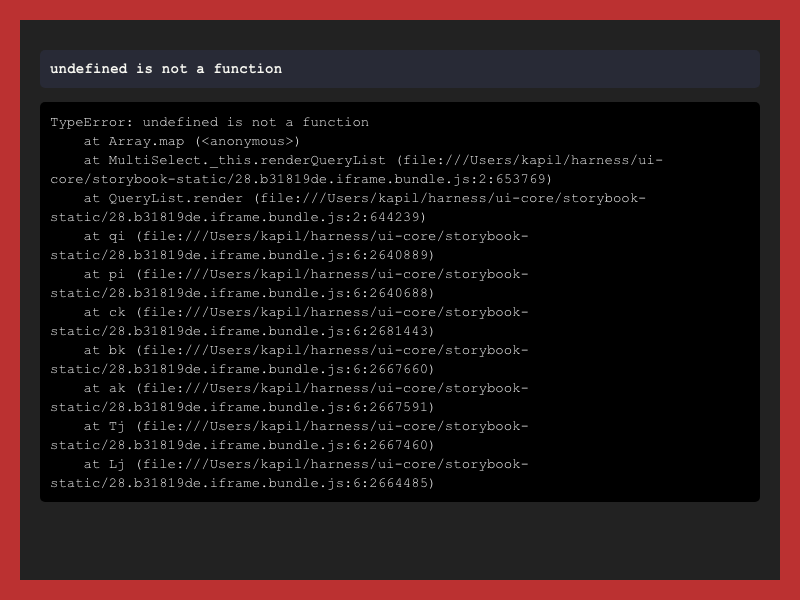 undefined is not a function
TypeError: undefined is not a function
    at Array.map (<anonymous>)
    at MultiSelect._this.renderQueryList (file:///Users/kapil/harness/ui-
core/storybook-static/28.b31819de.iframe.bundle.js:2:653769)
    at QueryList.render (file:///Users/kapil/harness/ui-core/storybook-
static/28.b31819de.iframe.bundle.js:2:644239)
    at qi (file:///Users/kapil/harness/ui-core/storybook-
static/28.b31819de.iframe.bundle.js:6:2640889)
    at pi (file:///Users/kapil/harness/ui-core/storybook-
static/28.b31819de.iframe.bundle.js:6:2640688)
    at ck (file:///Users/kapil/harness/ui-core/storybook-
static/28.b31819de.iframe.bundle.js:6:2681443)
    at bk (file:///Users/kapil/harness/ui-core/storybook-
static/28.b31819de.iframe.bundle.js:6:2667660)
    at ak (file:///Users/kapil/harness/ui-core/storybook-
static/28.b31819de.iframe.bundle.js:6:2667591)
    at Tj (file:///Users/kapil/harness/ui-core/storybook-
static/28.b31819de.iframe.bundle.js:6:2667460)
    at Lj (file:///Users/kapil/harness/ui-core/storybook-
static/28.b31819de.iframe.bundle.js:6:2664485)